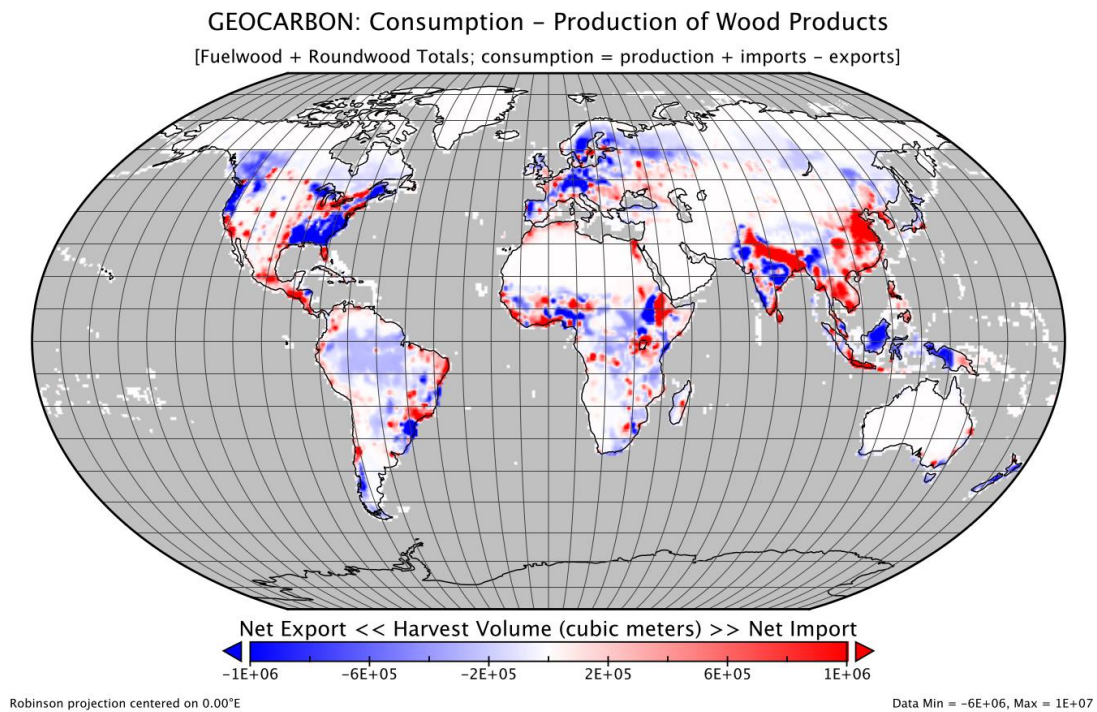 GEOCARBON: Consumption – Production of Wood Products
[Fuelwood + Roundwood Totals; consumption = production + imports – exports]
Net Export << Harvest Volume (cubic meters) >> Net Import
-1E+06 -6E+05 -2E+05 2E+05 6E+05 1E+06
Robinson projection centered on 0.00°E Data Min = -6E+06, Max = 1E+07